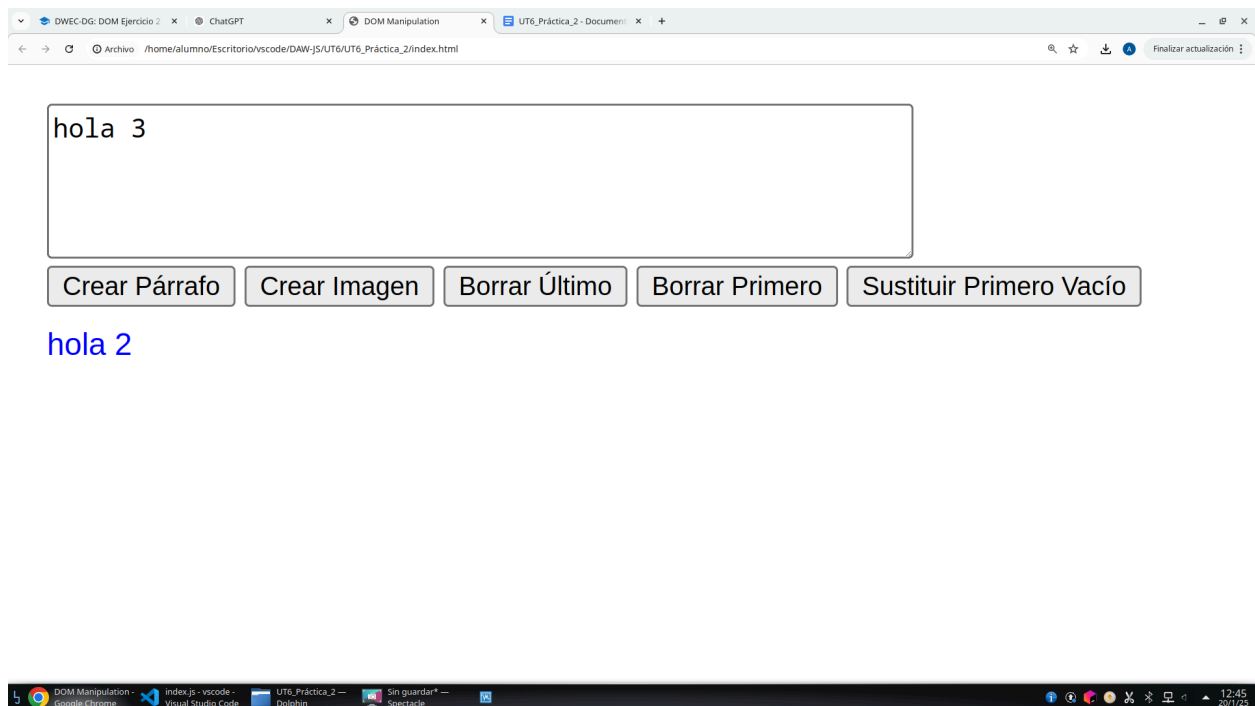 DWEC-DG: DOM Ejercicio 2
ChatGPT
DOM Manipulation
UT6_Práctica_2 - Document
Archivo /home/alumno/Escritorio/vscode/DAW-JS/UT6/UT6_Práctica_2/index.html
A
Finalizar actualización
hola 3
Crear Párrafo
Crear Imagen
Borrar Último
Borrar Primero
Sustituir Primero Vacío
hola 2
DOM Manipulation -
Google Chrome
index.js - vscode -
Visual Studio Code
UT6_Práctica_2 —
Dolphin
Sin guardar* —
Spectacle
12:45
20/1/25